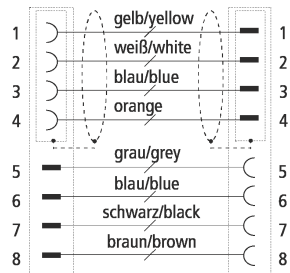 1 gelb/yellow 1
2 weiß/white 2
3 blau/blue 3
4 orange 4
5 grau/grey 5
6 blau/blue 6
7 schwarz/black 7
8 braun/brown 8